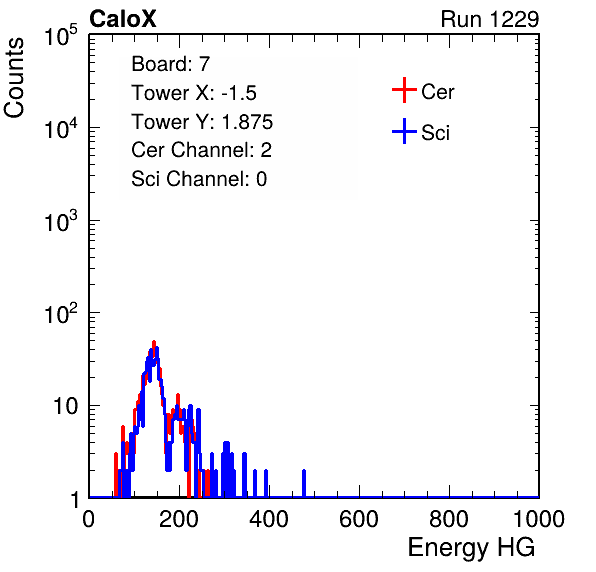 CaloX Run 1229
Counts
Board: 7
Tower X: -1.5
Tower Y: 1.875
Cer Channel: 2
Sci Channel: 0
Cer
Sci
10^5
10^4
10^3
10^2
10
1
0 200 400 600 800 1000
Energy HG